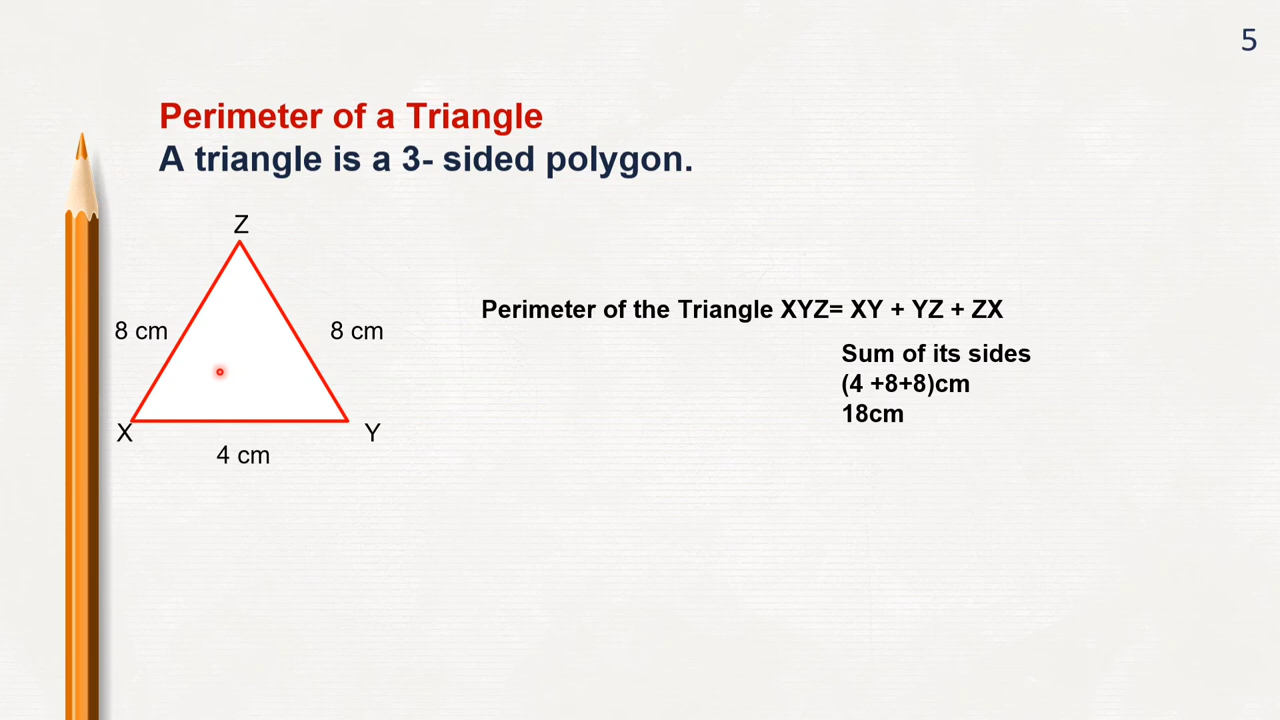 5
Perimeter of a Triangle
A triangle is a 3- sided polygon.
Z
8 cm
8 cm
X
Y
4 cm
Perimeter of the Triangle XYZ= XY + YZ + ZX
Sum of its sides
(4 +8+8)cm
18cm